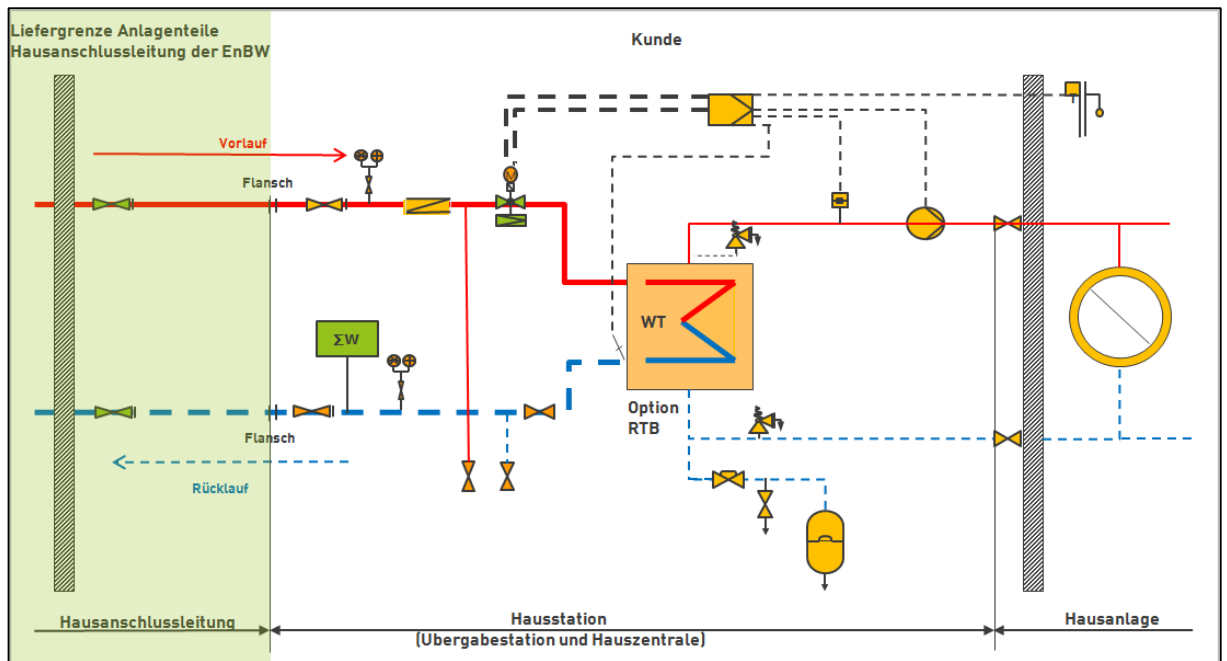 Liefergrenze Anlagenteile
Hausanschlussleitung der EnBW
Kunde
Vorlauf
Flansch
M
ΣW
WT
Option
RTB
Flansch
Rücklauf
Hausanschlussleitung
Hausstation
(Übergabestation und Hauszentrale)
Hausanlage